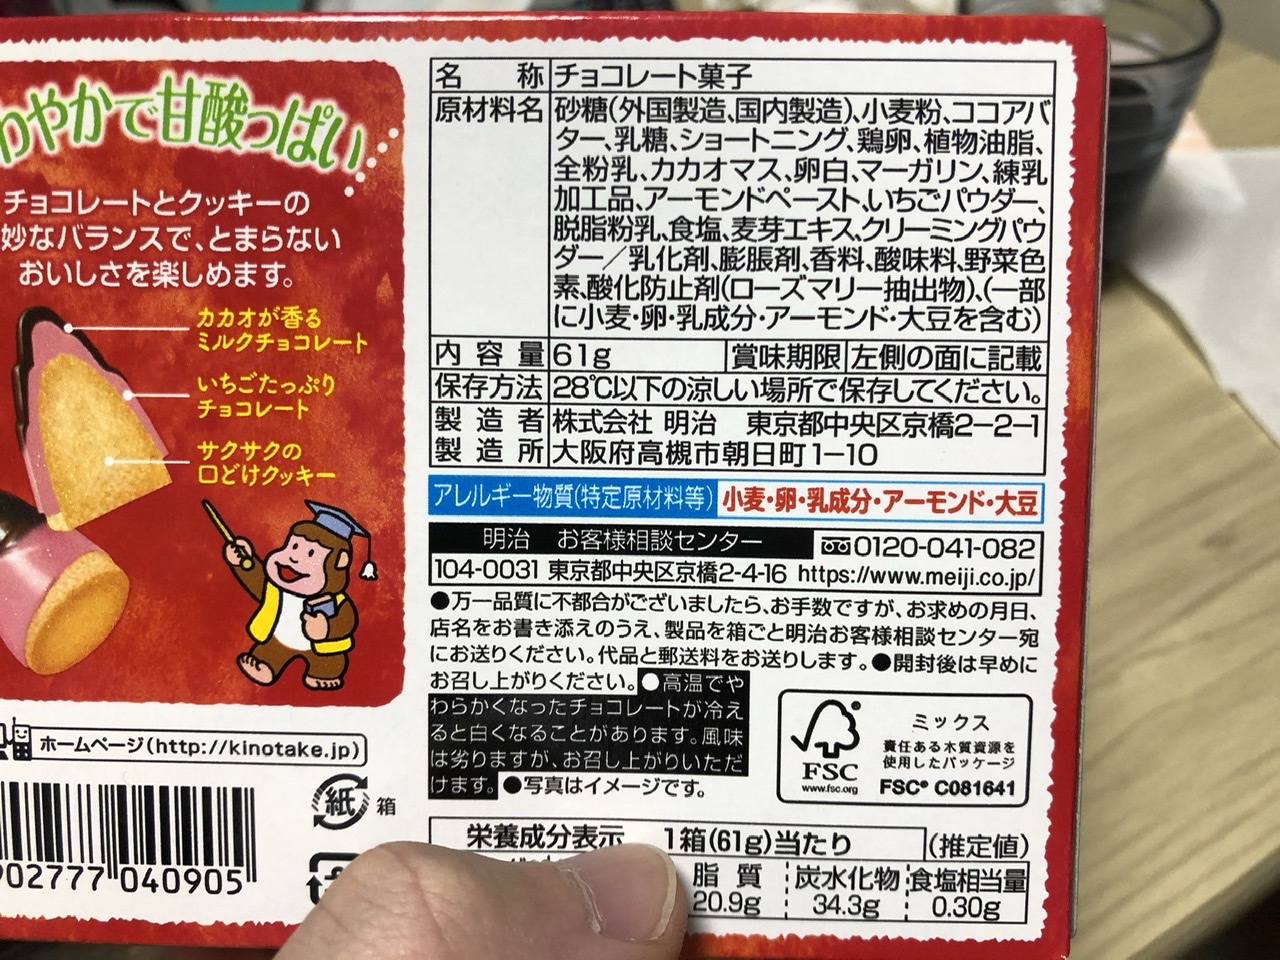 わやかで甘酸っぱい
チョコレートとクッキーの
妙なバランスで、とまらない
おいしさを楽しめます。
カカオが香る
ミルクチョコレート
いちごたっぷり
チョコレート
サクサクの
口どけクッキー
ホームページ(http://kinotake.jp)
紙 箱
902777 040905
名称 チョコレート菓子
原材料名 砂糖(外国製造、国内製造)、小麦粉、ココアバ
ター、乳糖、ショートニング、鶏卵、植物油脂、
全粉乳、カカオマス、卵白、マーガリン、練乳
加工品、アーモンドペースト、いちごパウダー、
脱脂粉乳、食塩、麦芽エキス、クリーミングパウ
ダー/乳化剤、膨脹剤、香料、酸味料、野菜色
素、酸化防止剤(ローズマリー抽出物)、(一部
に小麦・卵・乳成分・アーモンド・大豆を含む)
内容量 61g 賞味期限 左側の面に記載
保存方法 28℃以下の涼しい場所で保存してください。
製造者 株式会社 明治 東京都中央区京橋2-2-1
製造所 大阪府高槻市朝日町1-10
アレルギー物質(特定原材料等) 小麦・卵・乳成分・アーモンド・大豆
明治 お客様相談センター 0120-041-082
104-0031 東京都中央区京橋2-4-16 https://www.meiji.co.jp/
●万一品質に不都合がございましたら、お手数ですが、お求めの月日、
店名をお書き添えのうえ、製品を箱ごと明治お客様相談センター宛
にお送りください。代品と郵送料をお送りします。●開封後は早めに
お召し上がりください。●高温でや
わらかくなったチョコレートが冷え
ると白くなることがあります。風味
は劣りますが、お召し上がりいただ
けます。●写真はイメージです。
FSC®
www.fsc.org
ミックス
責任ある木質資源を
使用したパッケージ
FSC® C081641
栄養成分表示 1箱(61g)当たり (推定値)
脂質 炭水化物 食塩相当量
20.9g 34.3g 0.30g